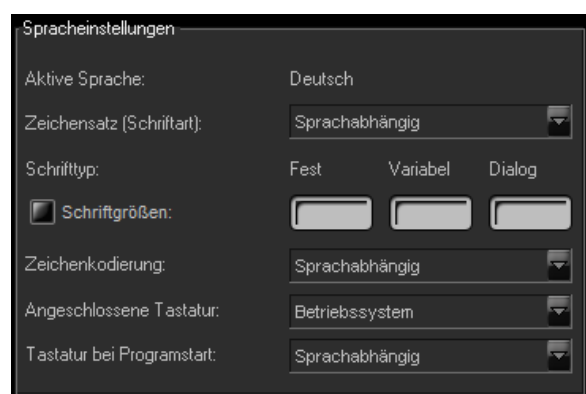 Spracheinstellungen
Aktive Sprache: Deutsch
Zeichensatz (Schriftart): Sprachabhängig
Schrifttyp: Fest Variabel Dialog
Schriftgrößen:
Zeichenkodierung: Sprachabhängig
Angeschlossene Tastatur: Betriebssystem
Tastatur bei Programstart: Sprachabhängig